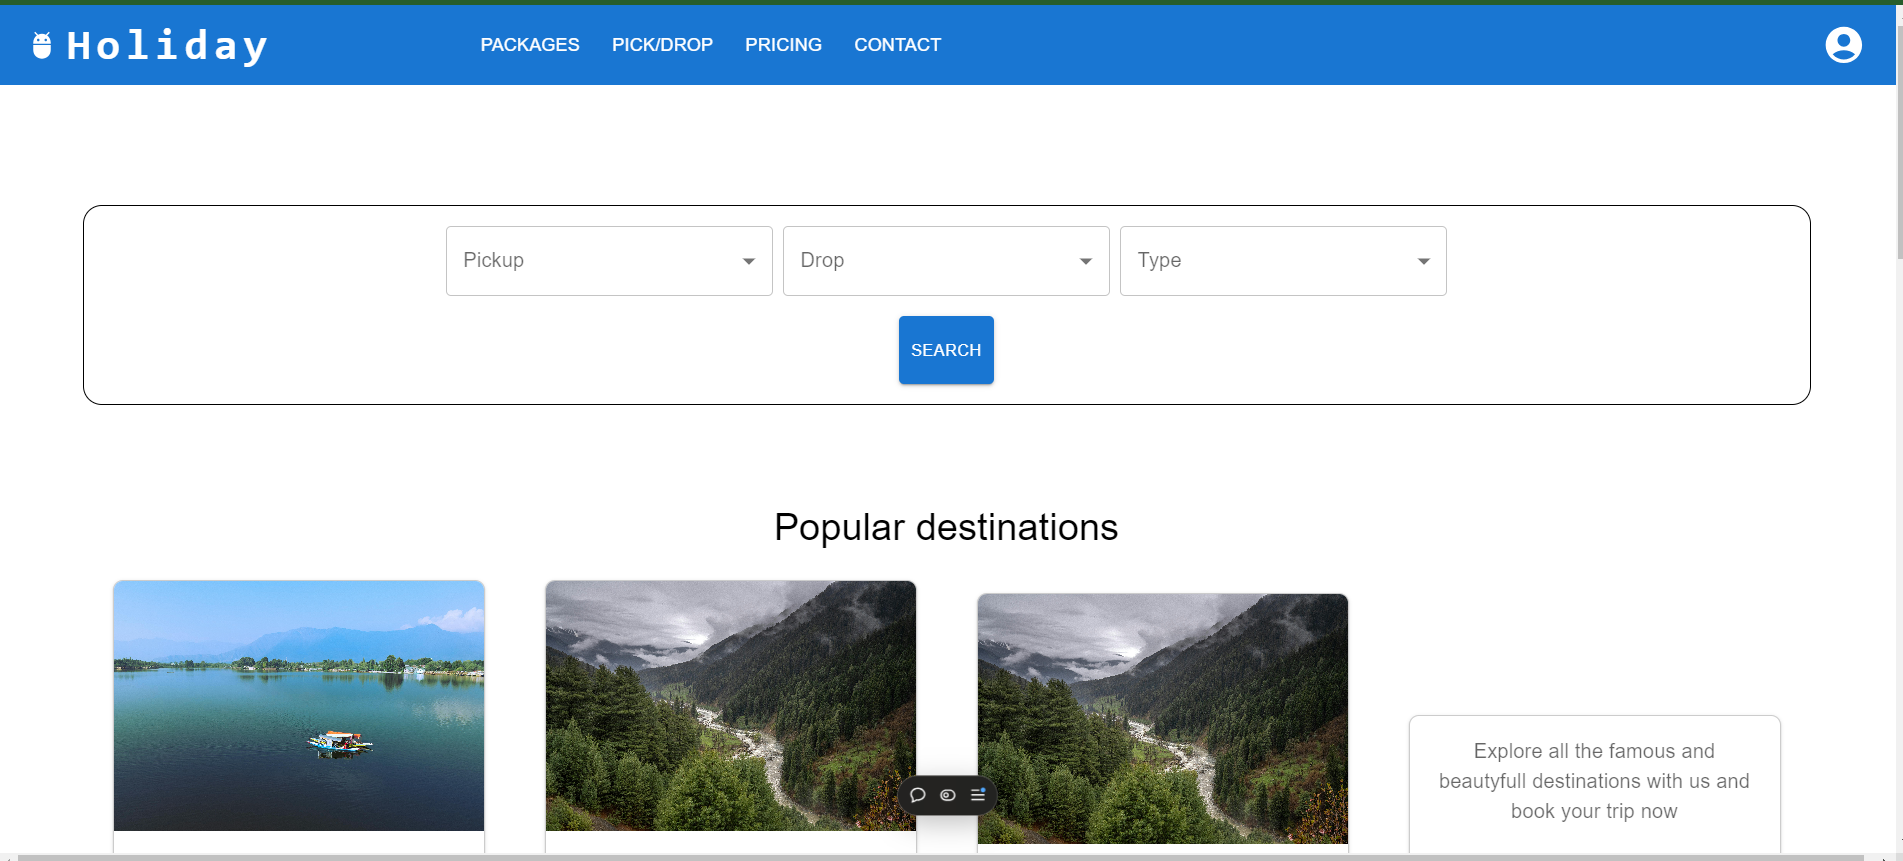 Holiday
PACKAGES PICK/DROP PRICING CONTACT
Pickup Drop Type
SEARCH
Popular destinations
Explore all the famous and
beautyfull destinations with us and
book your trip now